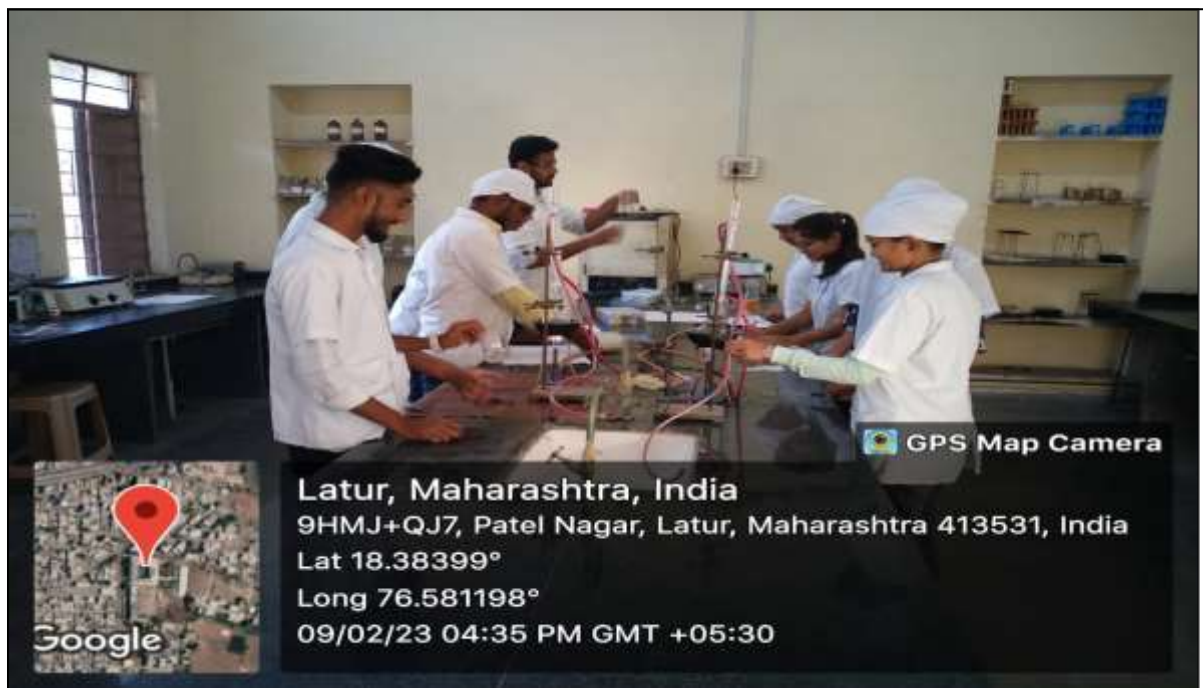 GPS Map Camera
Latur, Maharashtra, India
9HMJ+QJ7, Patel Nagar, Latur, Maharashtra 413531, India
Lat 18.38399°
Long 76.581198°
09/02/23 04:35 PM GMT +05:30
Google